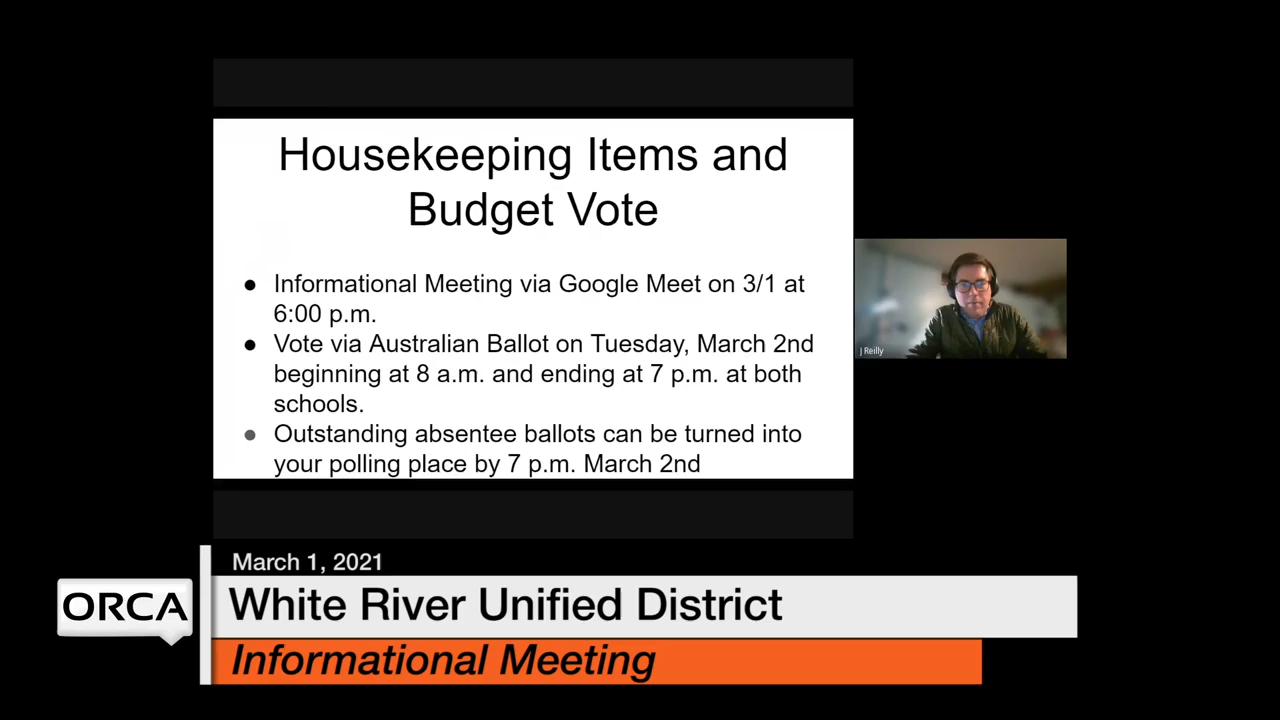 Housekeeping Items and
Budget Vote
● Informational Meeting via Google Meet on 3/1 at
6:00 p.m.
● Vote via Australian Ballot on Tuesday, March 2nd
beginning at 8 a.m. and ending at 7 p.m. at both
schools.
● Outstanding absentee ballots can be turned into
your polling place by 7 p.m. March 2nd
J Reilly
March 1, 2021
ORCA
White River Unified District
Informational Meeting